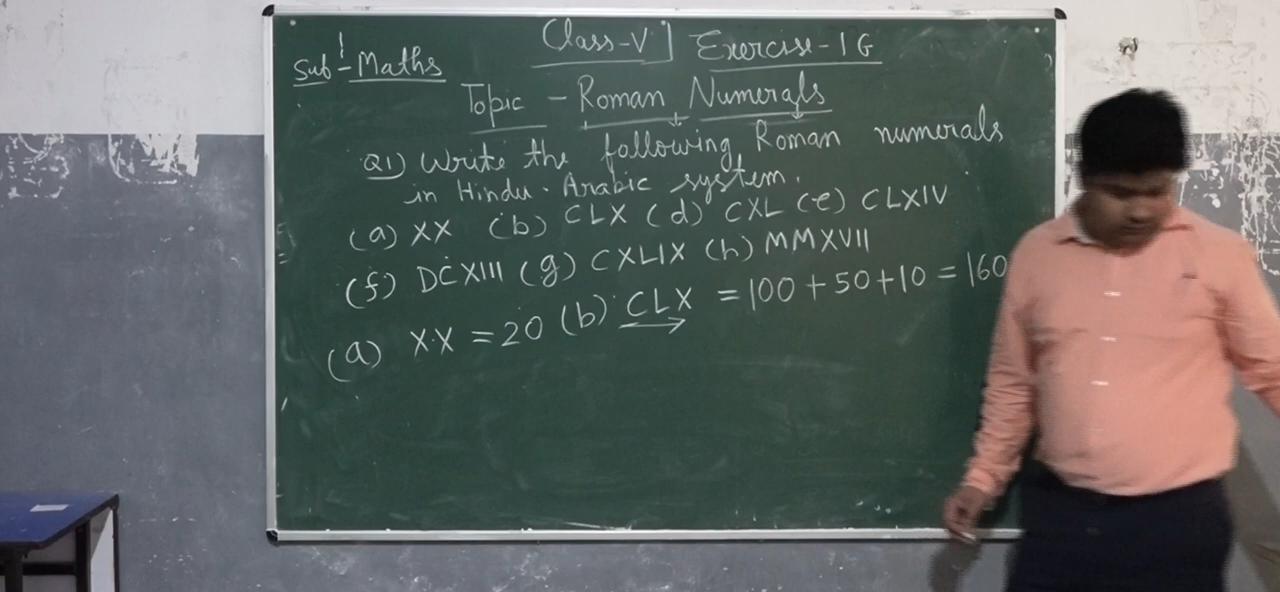 Class-V] Exercise-1G
Sub - Maths
Topic - Roman Numerals
Q1) Write the following Roman numerals
in Hindu-Arabic system.
(a) XX (b) CLX (d) CXL (e) CLXIV
(f) DCXIII (g) CXLIX (h) MMXVII
(a) XX = 20 (b) CLX = 100 + 50 + 10 = 160